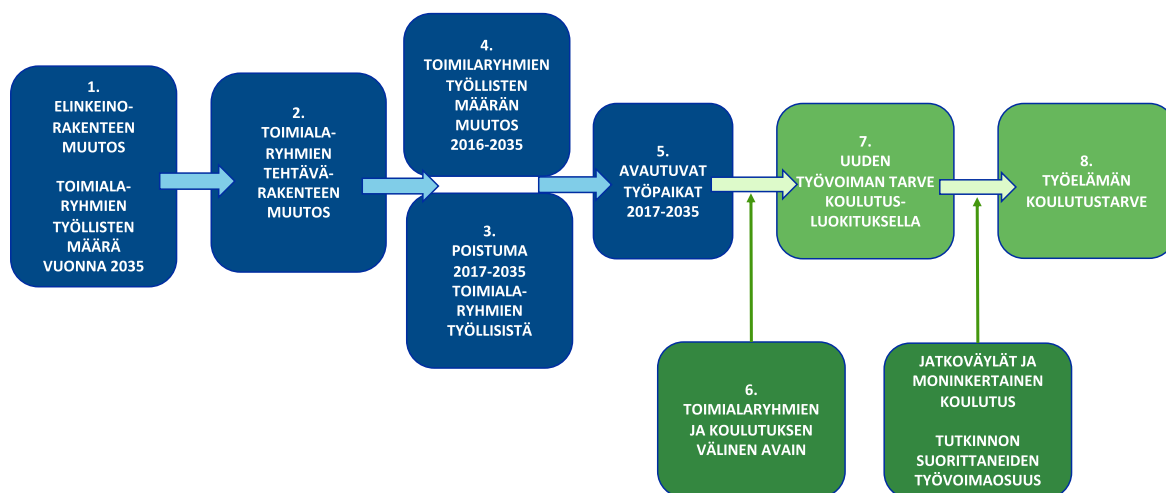 1.
ELINKEINO-
RAKENTEEN
MUUTOS
TOIMIALA-
RYHMIEN
TYÖLLISTEN
MÄÄRÄ
VUONNA 2035
2.
TOIMIALA-
RYHMIEN
TEHTÄVÄ-
RAKENTEEN
MUUTOS
4.
TOIMILARYHMIEN
TYÖLLISTEN
MÄÄRÄN
MUUTOS
2016-2035
3.
POISTUMA
2017-2035
TOIMIALA-
RYHMIEN
TYÖLLISISTÄ
5.
AVAUTUVAT
TYÖPAIKAT
2017-2035
6.
TOIMIALARYHMIEN
JA KOULUTUKSEN
VÄLINEN AVAIN
7.
UUDEN
TYÖVOIMAN TARVE
KOULUTUS-
LUOKITUKSELLA
JATKOVÄYLÄT JA
MONINKERTAINEN
KOULUTUS
TUTKINNON
SUORITTANEIDEN
TYÖVOIMAOSUUS
8.
TYÖELÄMÄN
KOULUTUSTARVE